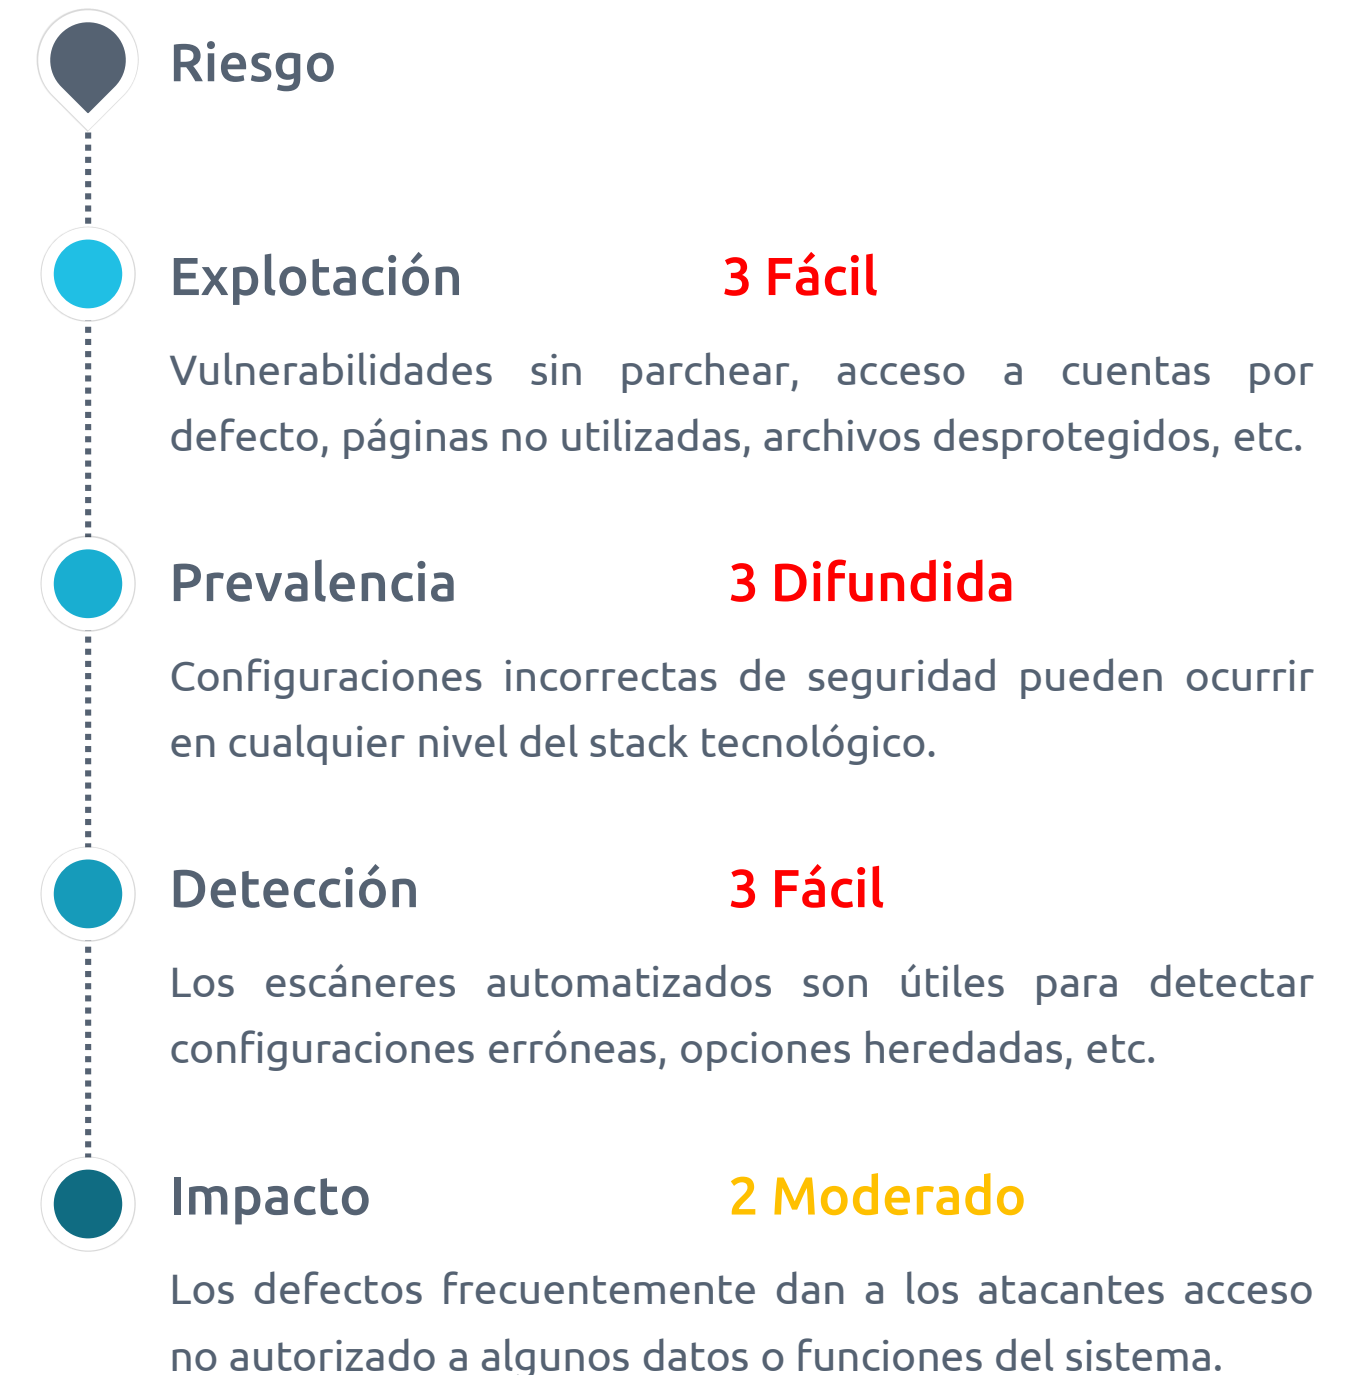 Riesgo
Explotación 3 Fácil
Vulnerabilidades sin parchear, acceso a cuentas por
defecto, páginas no utilizadas, archivos desprotegidos, etc.
Prevalencia 3 Difundida
Configuraciones incorrectas de seguridad pueden ocurrir
en cualquier nivel del stack tecnológico.
Detección 3 Fácil
Los escáneres automatizados son útiles para detectar
configuraciones erróneas, opciones heredadas, etc.
Impacto 2 Moderado
Los defectos frecuentemente dan a los atacantes acceso
no autorizado a algunos datos o funciones del sistema.